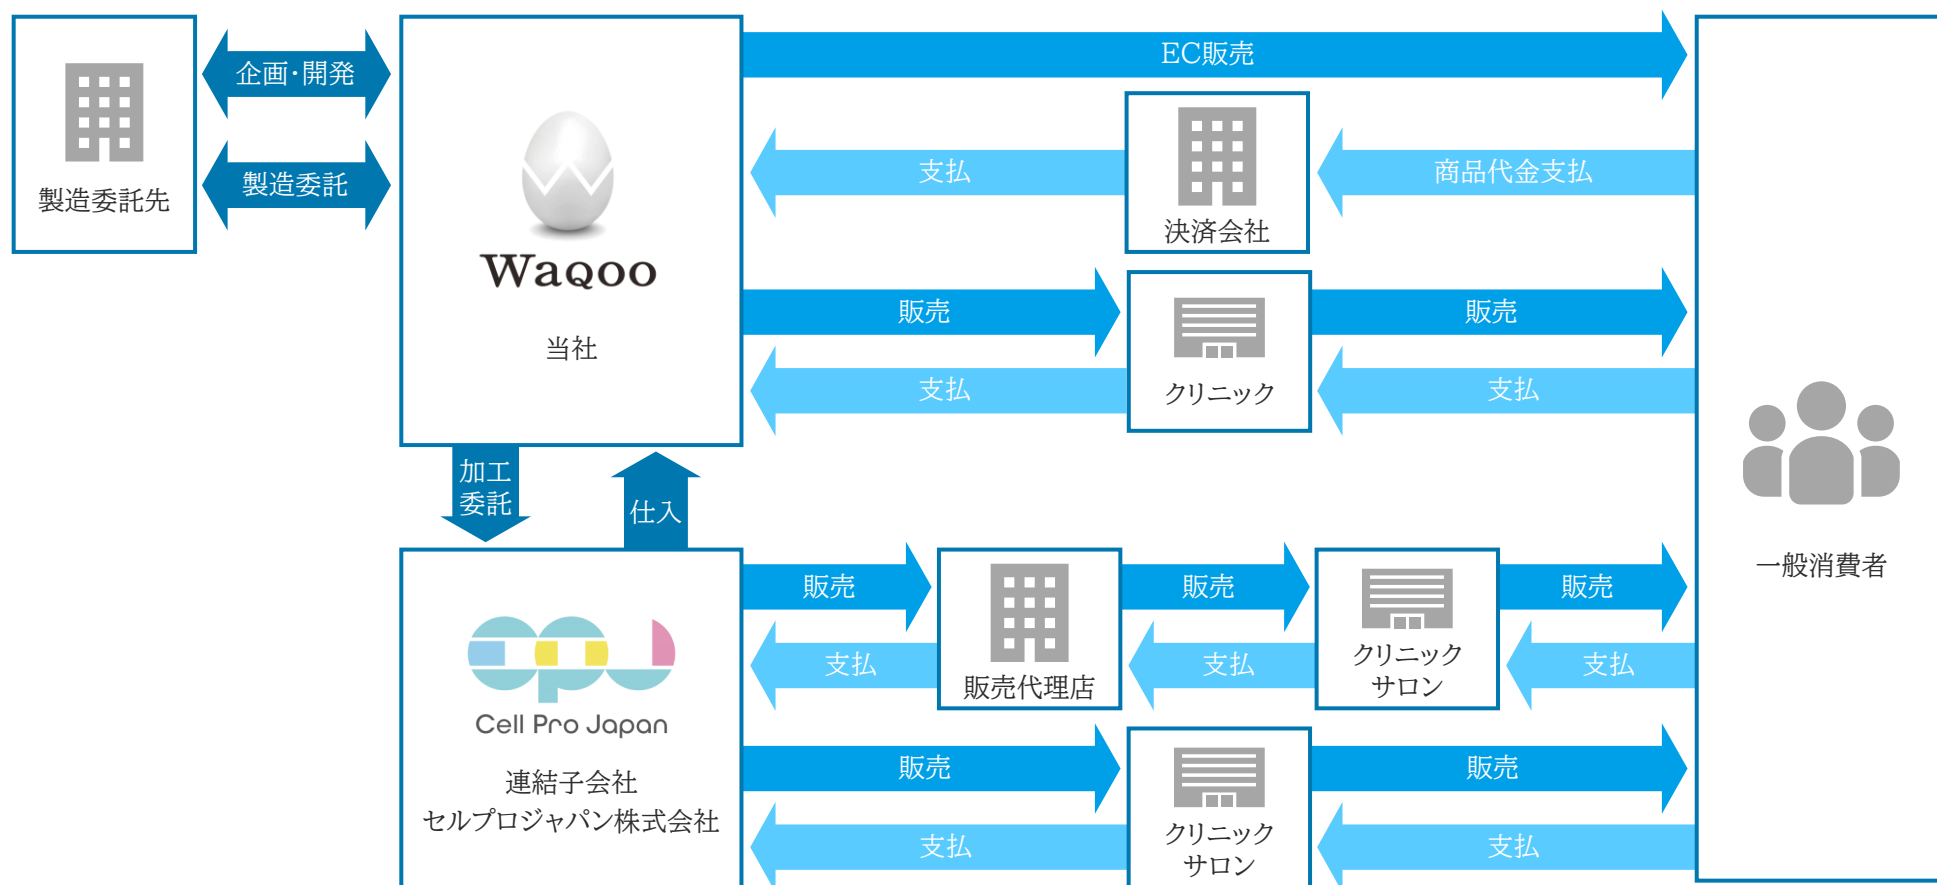 企画・開発
製造委託
製造委託先
Waqoo
当社
EC販売
支払
商品代金支払
決済会社
販売
販売
クリニック
支払
支払
加工
委託
仕入
Cell Pro Japan
連結子会社
セルプロジャパン株式会社
販売
販売
販売
支払
支払
支払
販売代理店
クリニック
サロン
販売
販売
支払
支払
クリニック
サロン
一般消費者